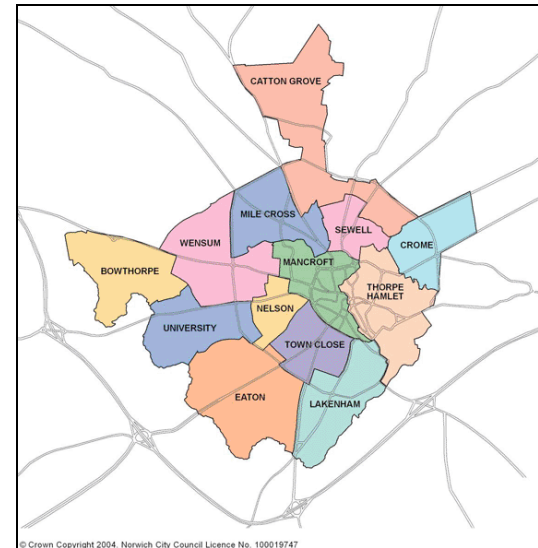 CATTON GROVE
MILE CROSS
SEWELL
WENSUM
CROME
BOWTHORPE
MANCROFT
THORPE
HAMLET
NELSON
UNIVERSITY
TOWN CLOSE
EATON
LAKENHAM
© Crown Copyright 2004. Norwich City Council Licence No. 100019747